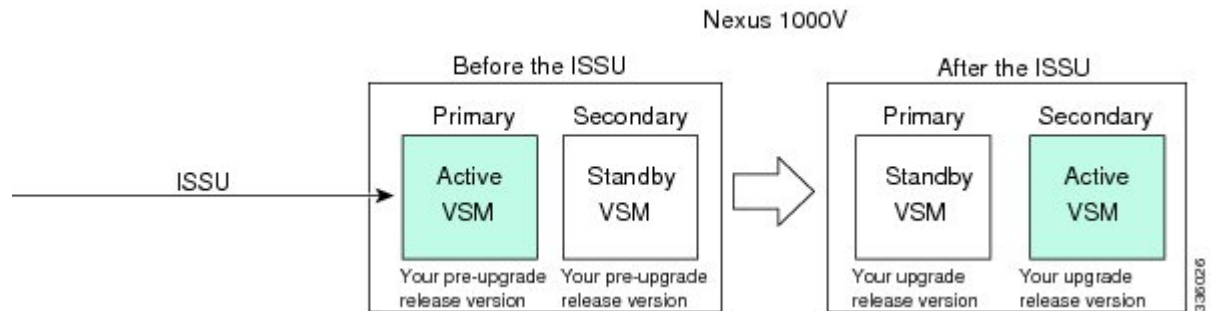 Nexus 1000V
Before the ISSU
After the ISSU
Primary
Secondary
Primary
Secondary
ISSU
Active
VSM
Standby
VSM
Standby
VSM
Active
VSM
Your pre-upgrade
release version
Your pre-upgrade
release version
Your upgrade
release version
Your upgrade
release version
336026